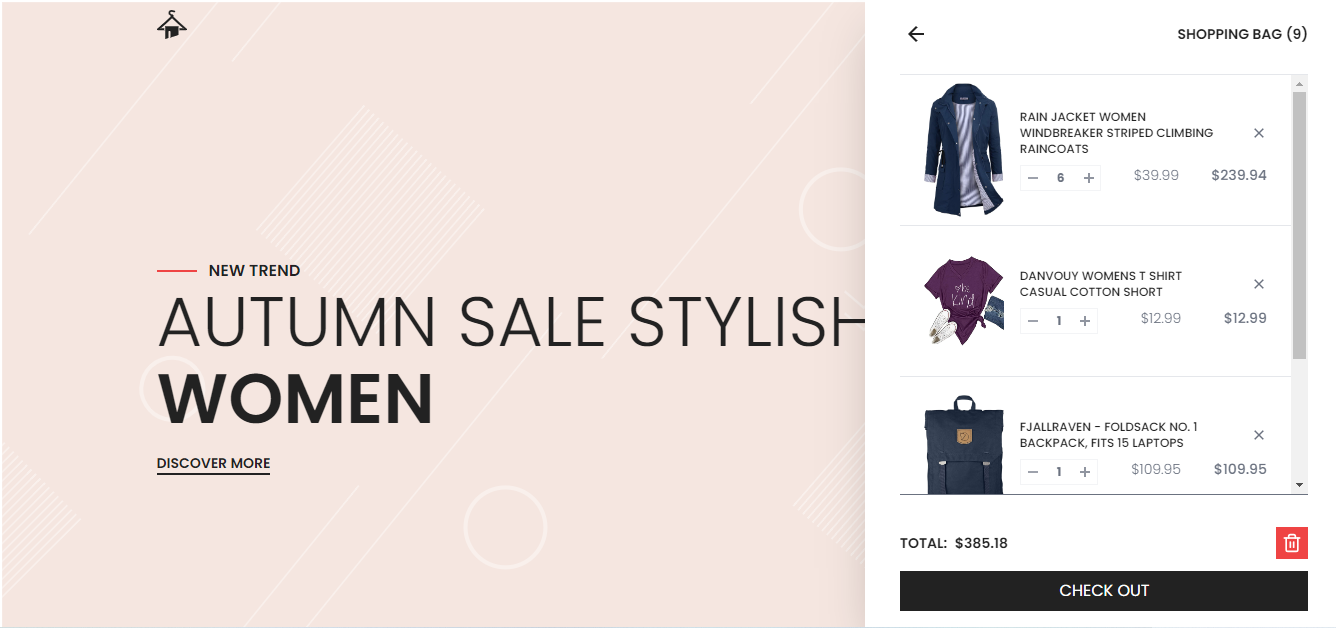 SHOPPING BAG (9)
RAIN JACKET WOMEN
WINDBREAKER STRIPED CLIMBING
RAINCOATS
6 $39.99 $239.94
DANVOUY WOMENS T SHIRT
CASUAL COTTON SHORT
1 $12.99 $12.99
FJALLRAVEN - FOLDSACK NO. 1
BACKPACK, FITS 15 LAPTOPS
1 $109.95 $109.95
TOTAL: $385.18
CHECK OUT
NEW TREND
AUTUMN SALE STYLISH
WOMEN
DISCOVER MORE